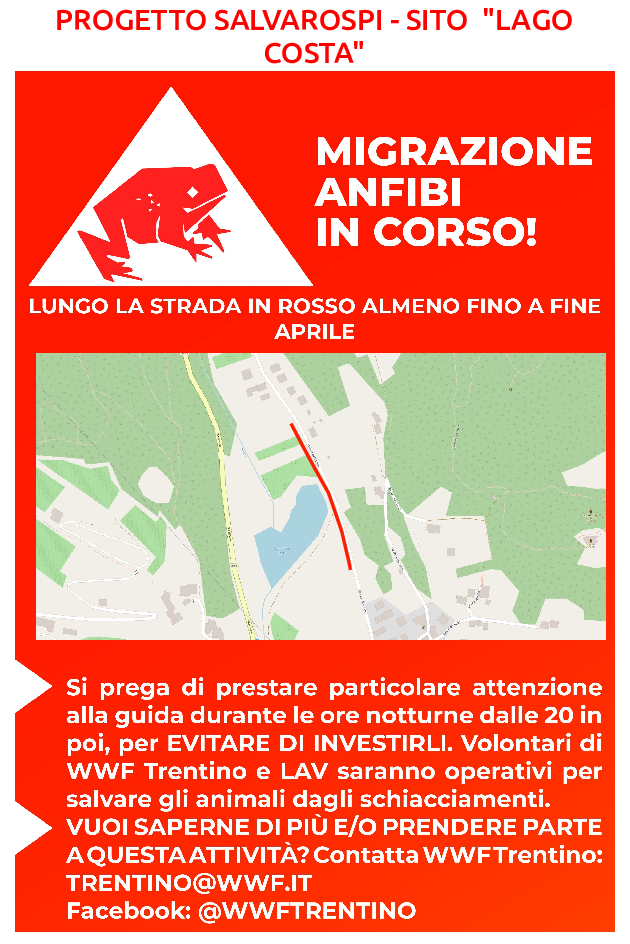 PROGETTO SALVAROSPI - SITO "LAGO
COSTA"
MIGRAZIONE
ANFIBI
IN CORSO!
LUNGO LA STRADA IN ROSSO ALMENO FINO A FINE
APRILE
Si prega di prestare particolare attenzione
alla guida durante le ore notturne dalle 20 in
poi, per EVITARE DI INVESTIRLI. Volontari di
WWF Trentino e LAV saranno operativi per
salvare gli animali dagli schiacciamenti.
VUOI SAPERNE DI PIÙ E/O PRENDERE PARTE
A QUESTA ATTIVITÀ? Contatta WWF Trentino:
TRENTINO@WWF.IT
Facebook: @WWFTRENTINO